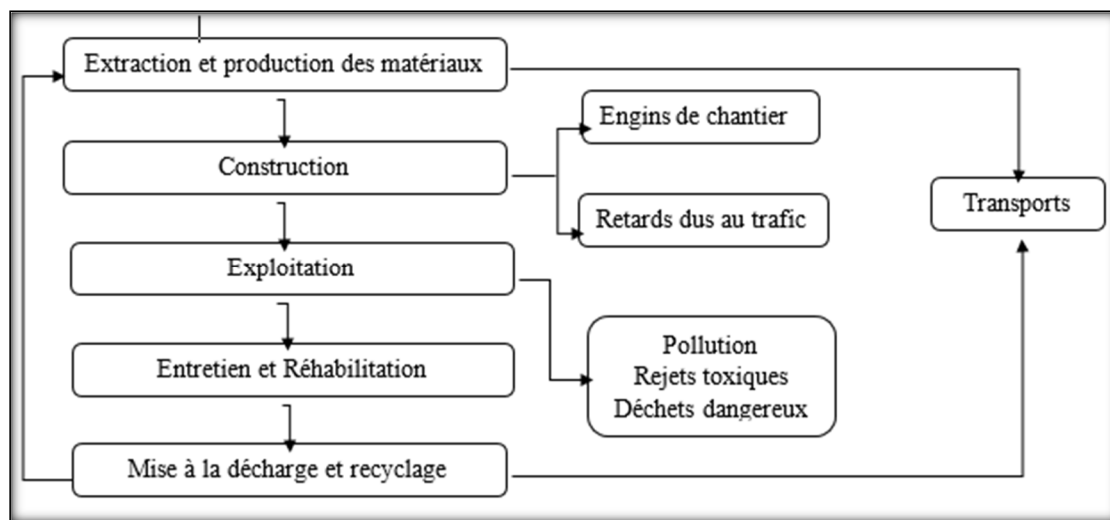 Extraction et production des matériaux
Engins de chantier
Construction
Transports
Retards dus au trafic
Exploitation
Pollution
Rejets toxiques
Déchets dangereux
Entretien et Réhabilitation
Mise à la décharge et recyclage